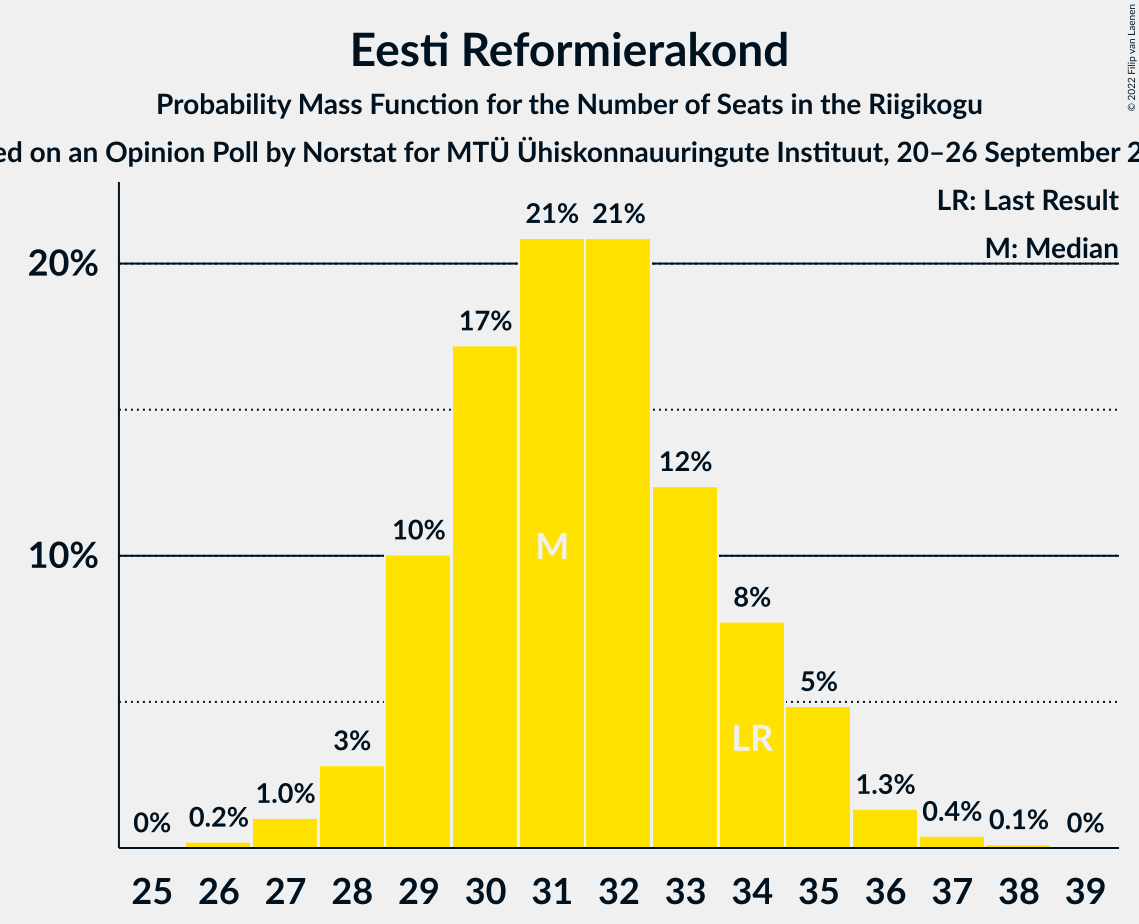 Eesti Reformierakond
Probability Mass Function for the Number of Seats in the Riigikogu
on an Opinion Poll by Norstat for MTÜ Ühiskonnauuringute Instituut, 20–26 September
© 2022 Filip van Laenen
LR: Last Result
M: Median
20%
10%
0% 0.2% 1.0% 3% 10% 17% 21% 21% 12% 8% 5% 1.3% 0.4% 0.1% 0%
M
LR
25 26 27 28 29 30 31 32 33 34 35 36 37 38 39